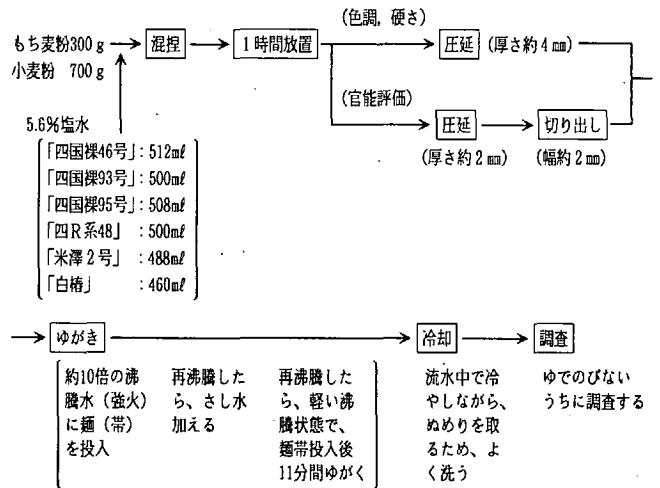 (色調,硬さ)
もち麦粉300g
小麦粉 700g
混捏
1時間放置
圧延
(厚さ約4㎜)
(官能評価)
圧延
切り出し
(厚さ約2㎜)
(幅約2㎜)
5.6%塩水
「四国裸46号」:512mℓ
「四国裸93号」:500mℓ
「四国裸95号」:508mℓ
「四R系48」 :500mℓ
「米澤2号」 :488mℓ
「白椿」 :460mℓ
ゆがき
冷却
調査
約10倍の沸
騰水(強火)
に麺(帯)
を投入
再沸騰した
ら、さし水
加える
再沸騰した
ら、軽い沸
騰状態で、
麺帯投入後
11分間ゆがく
流水中で冷
やしながら、
ぬめりを取
るため、よ
く洗う
ゆでのびない
うちに調査する